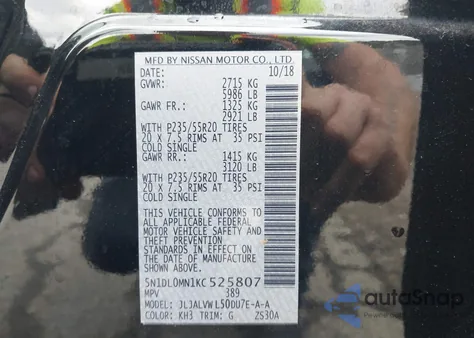 MFD BY NISSAN MOTOR CO., LTD.
DATE: 10/18
GVWR: 2715 KG
5986 LB
GAWR FR.: 1325 KG
2921 LB
WITH P235/55R20 TIRES
20 X 7.5 RIMS AT 35 PSI
COLD SINGLE
GAWR RR.: 1415 KG
3120 LB
WITH P235/55R20 TIRES
20 X 7.5 RIMS AT 35 PSI
COLD SINGLE
THIS VEHICLE CONFORMS TO
ALL APPLICABLE FEDERAL
MOTOR VEHICLE SAFETY AND
THEFT PREVENTION
STANDARDS IN EFFECT ON
THE DATE OF MANUFACTURE
SHOWN ABOVE.
5N1DL0MN1KC525807
MPV 389
MODEL: JLJALVWL50DU7E-A-A
COLOR: KH3 TRIM: G ZS30A
autoSnap